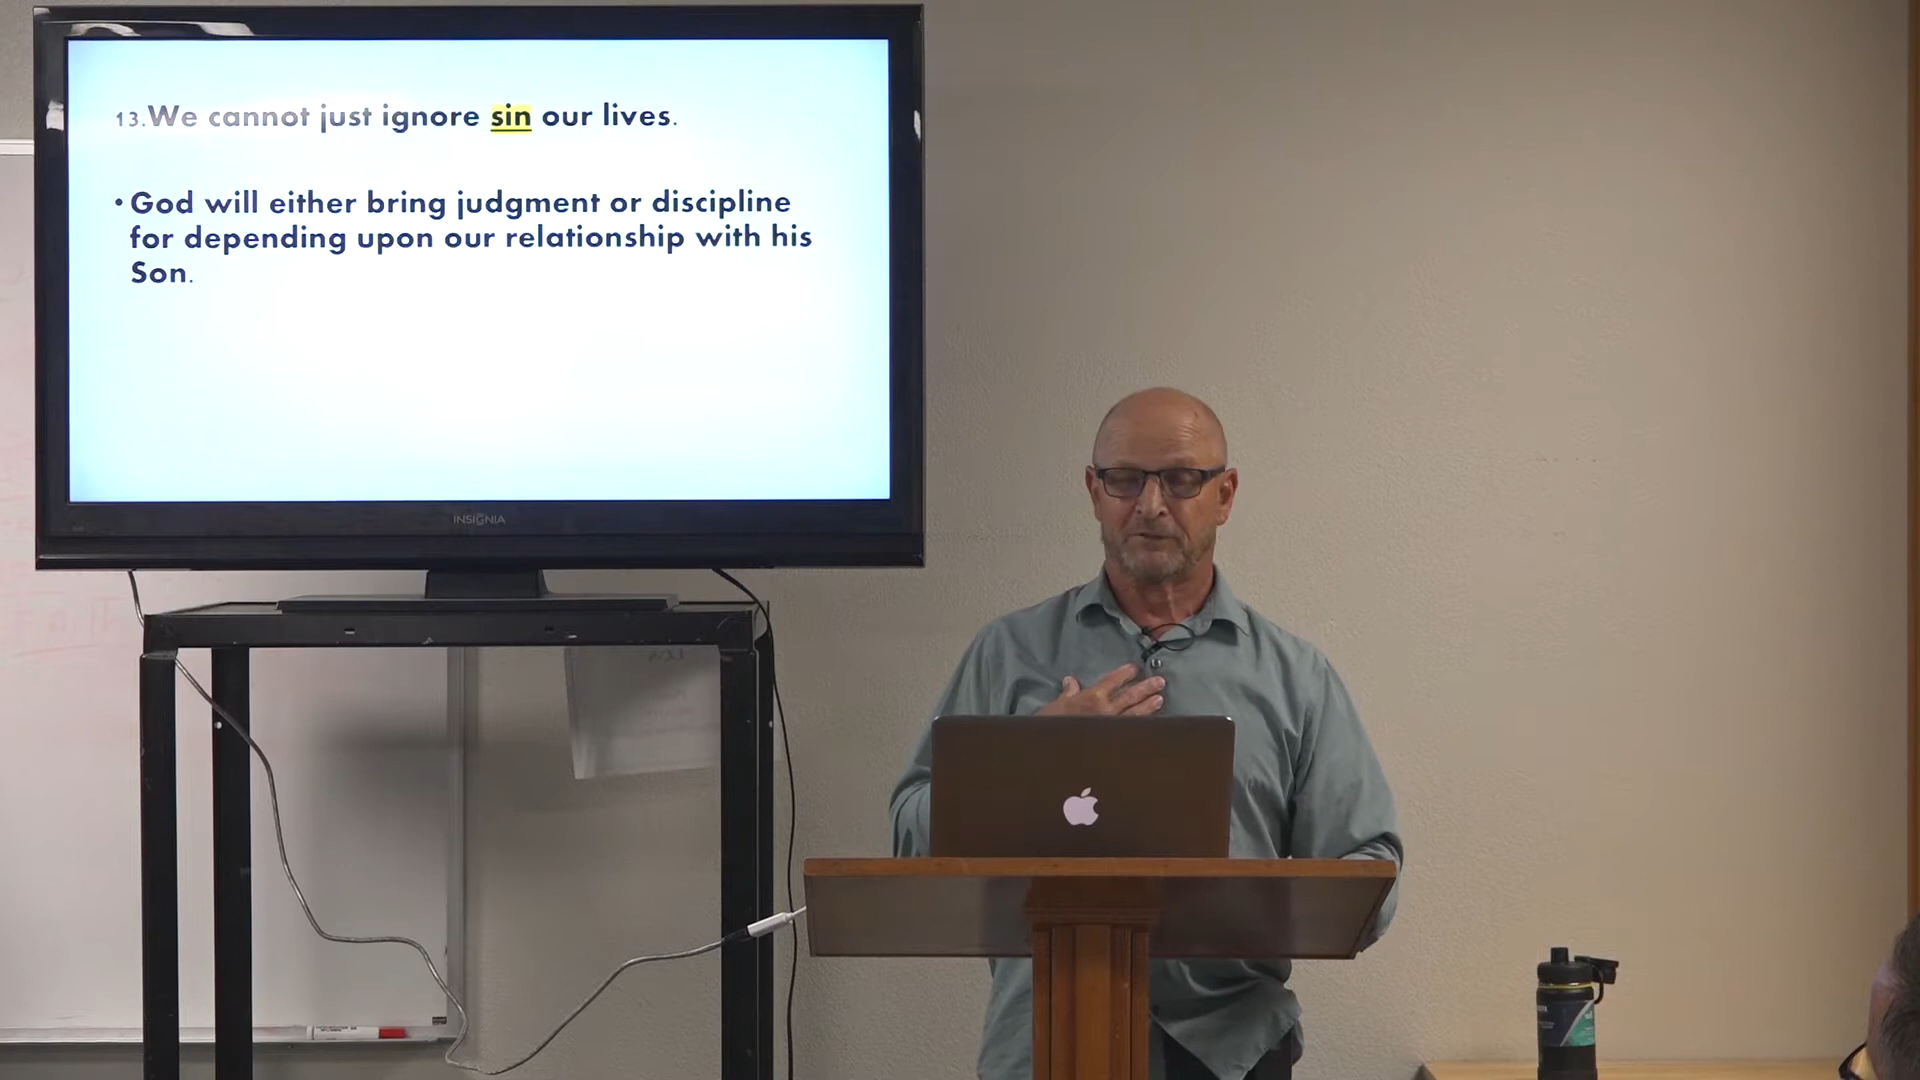 13.We cannot just ignore sin our lives.
• God will either bring judgment or discipline
for depending upon our relationship with his
Son.
INSIGNIA